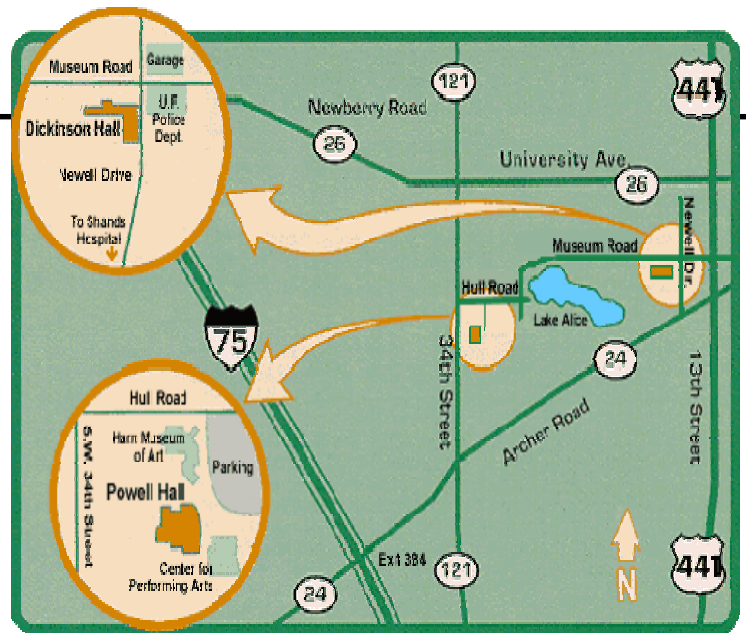 Museum Road
Garage
U.F.
Police
Dept.
Dickinson Hall
Newell Drive
To Shands
Hospital
121
441
Newberry Road
26
University Ave.
26
Newell Dr.
Museum Road
Hull Road
Lake Alice
75
34th Street
24
13th Street
Archer Road
Hull Road
Harn Museum
of Art
Parking
S.W. 34th Street
Powell Hall
Center for
Performing Arts
Exit 384
121
24
N
441